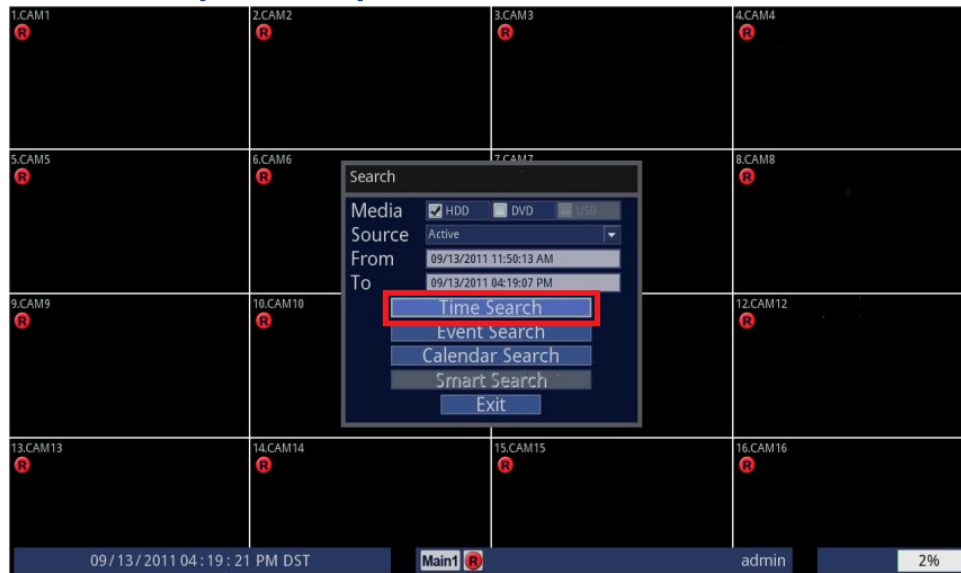 1.CAM1 2.CAM2 3.CAM3 4.CAM4
R R R R
5.CAM5 6.CAM6 7.CAM7 8.CAM8
R R R
Search
Media HDD DVD USB
Source Active
From 09/13/2011 11:50:13 AM
To 09/13/2011 04:19:07 PM
9.CAM9 10.CAM10 12.CAM12
R R R
Time Search
Event Search
Calendar Search
Smart Search
Exit
13.CAM13 14.CAM14 15.CAM15 16.CAM16
R R R R
09/13/2011 04:19:21 PM DST Main1 R admin 2%